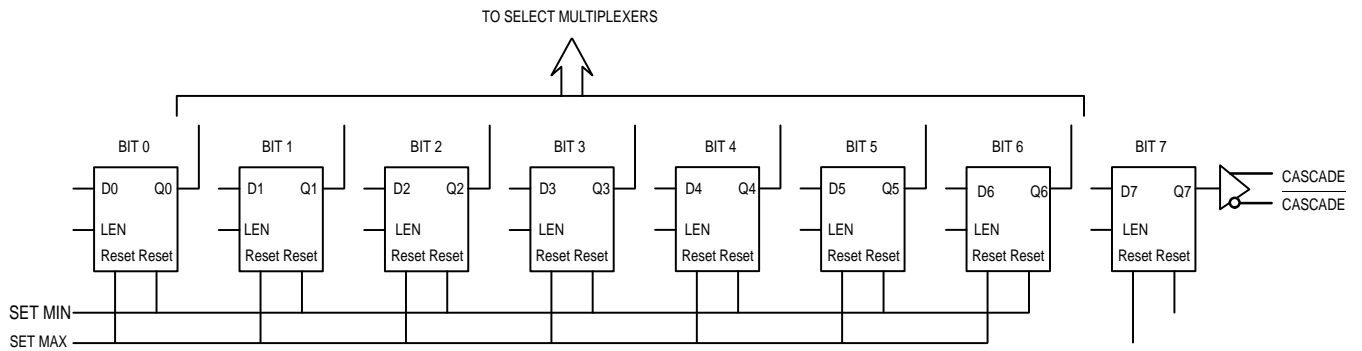 TO SELECT MULTIPLEXERS
BIT 0 BIT 1 BIT 2 BIT 3 BIT 4 BIT 5 BIT 6 BIT 7
D0 Q0 D1 Q1 D2 Q2 D3 Q3 D4 Q4 D5 Q5 D6 Q6 D7 Q7 CASCADE
CASCADE
LEN LEN LEN LEN LEN LEN LEN LEN
Reset Reset Reset Reset Reset Reset Reset Reset Reset Reset Reset Reset Reset Reset Reset Reset
SET MIN
SET MAX